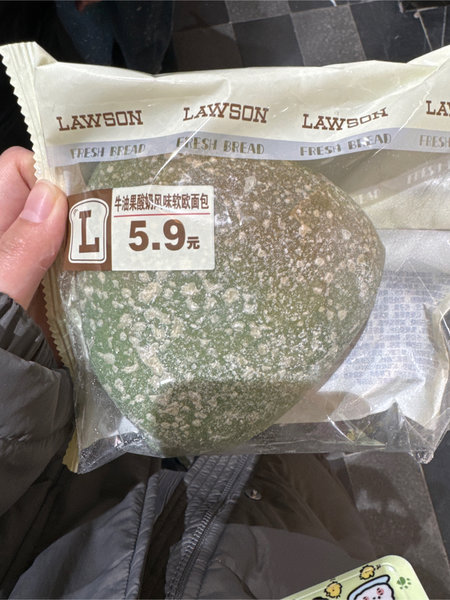 LAWSON LAWSON LAWSON
FRESH BREAD FRESH BREAD FRESH BREAD FRESH
L
牛油果酸奶风味软欧面包
5.9元